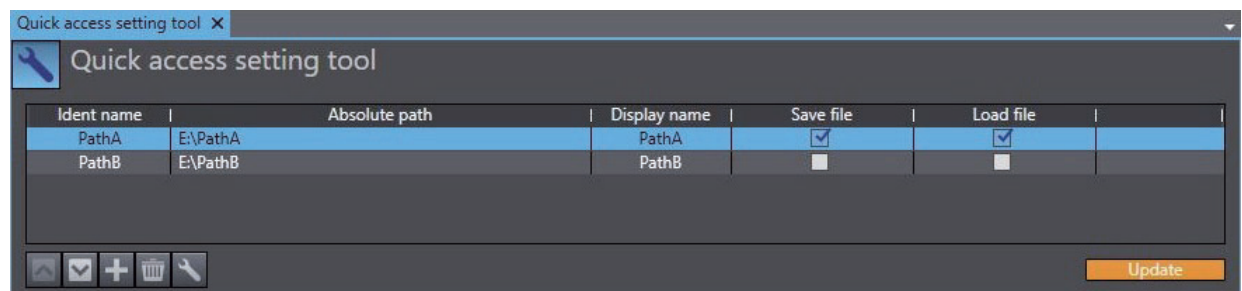 Quick access setting tool
Quick access setting tool
Ident name Absolute path Display name Save file Load file
PathA E:\PathA PathA
PathB E:\PathB PathB
Update